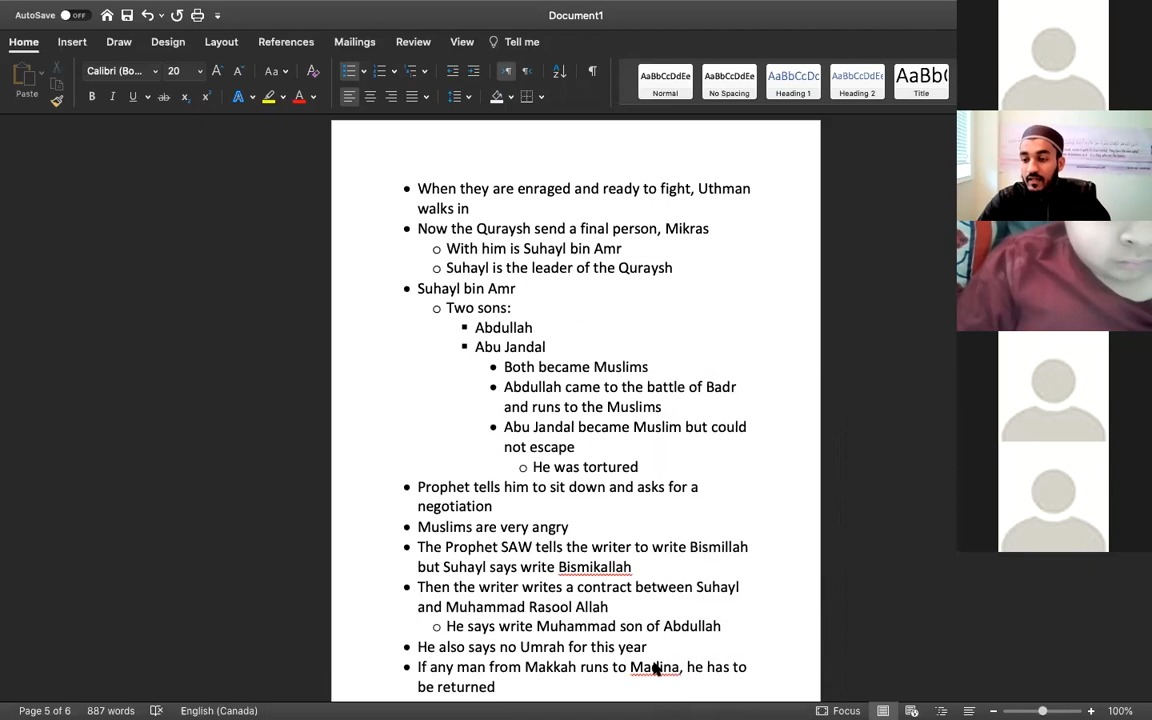 AutoSave OFF
Document1
Home Insert Draw Design Layout References Mailings Review View Tell me
Paste
Calibri (Bo... 20
AaBbCcDdEe Normal
AaBbCcDdEe No Spacing
AaBbCcDc Heading 1
AaBbCcDdEe Heading 2
AaBb( Title
• When they are enraged and ready to fight, Uthman
walks in
• Now the Quraysh send a final person, Mikras
o With him is Suhayl bin Amr
o Suhayl is the leader of the Quraysh
• Suhayl bin Amr
o Two sons:
▪ Abdullah
▪ Abu Jandal
• Both became Muslims
• Abdullah came to the battle of Badr
and runs to the Muslims
• Abu Jandal became Muslim but could
not escape
o He was tortured
• Prophet tells him to sit down and asks for a
negotiation
• Muslims are very angry
• The Prophet SAW tells the writer to write Bismillah
but Suhayl says write Bismikallah
• Then the writer writes a contract between Suhayl
and Muhammad Rasool Allah
o He says write Muhammad son of Abdullah
• He also says no Umrah for this year
• If any man from Makkah runs to Madina, he has to
be returned
Page 5 of 6 887 words English (Canada) Focus 100%